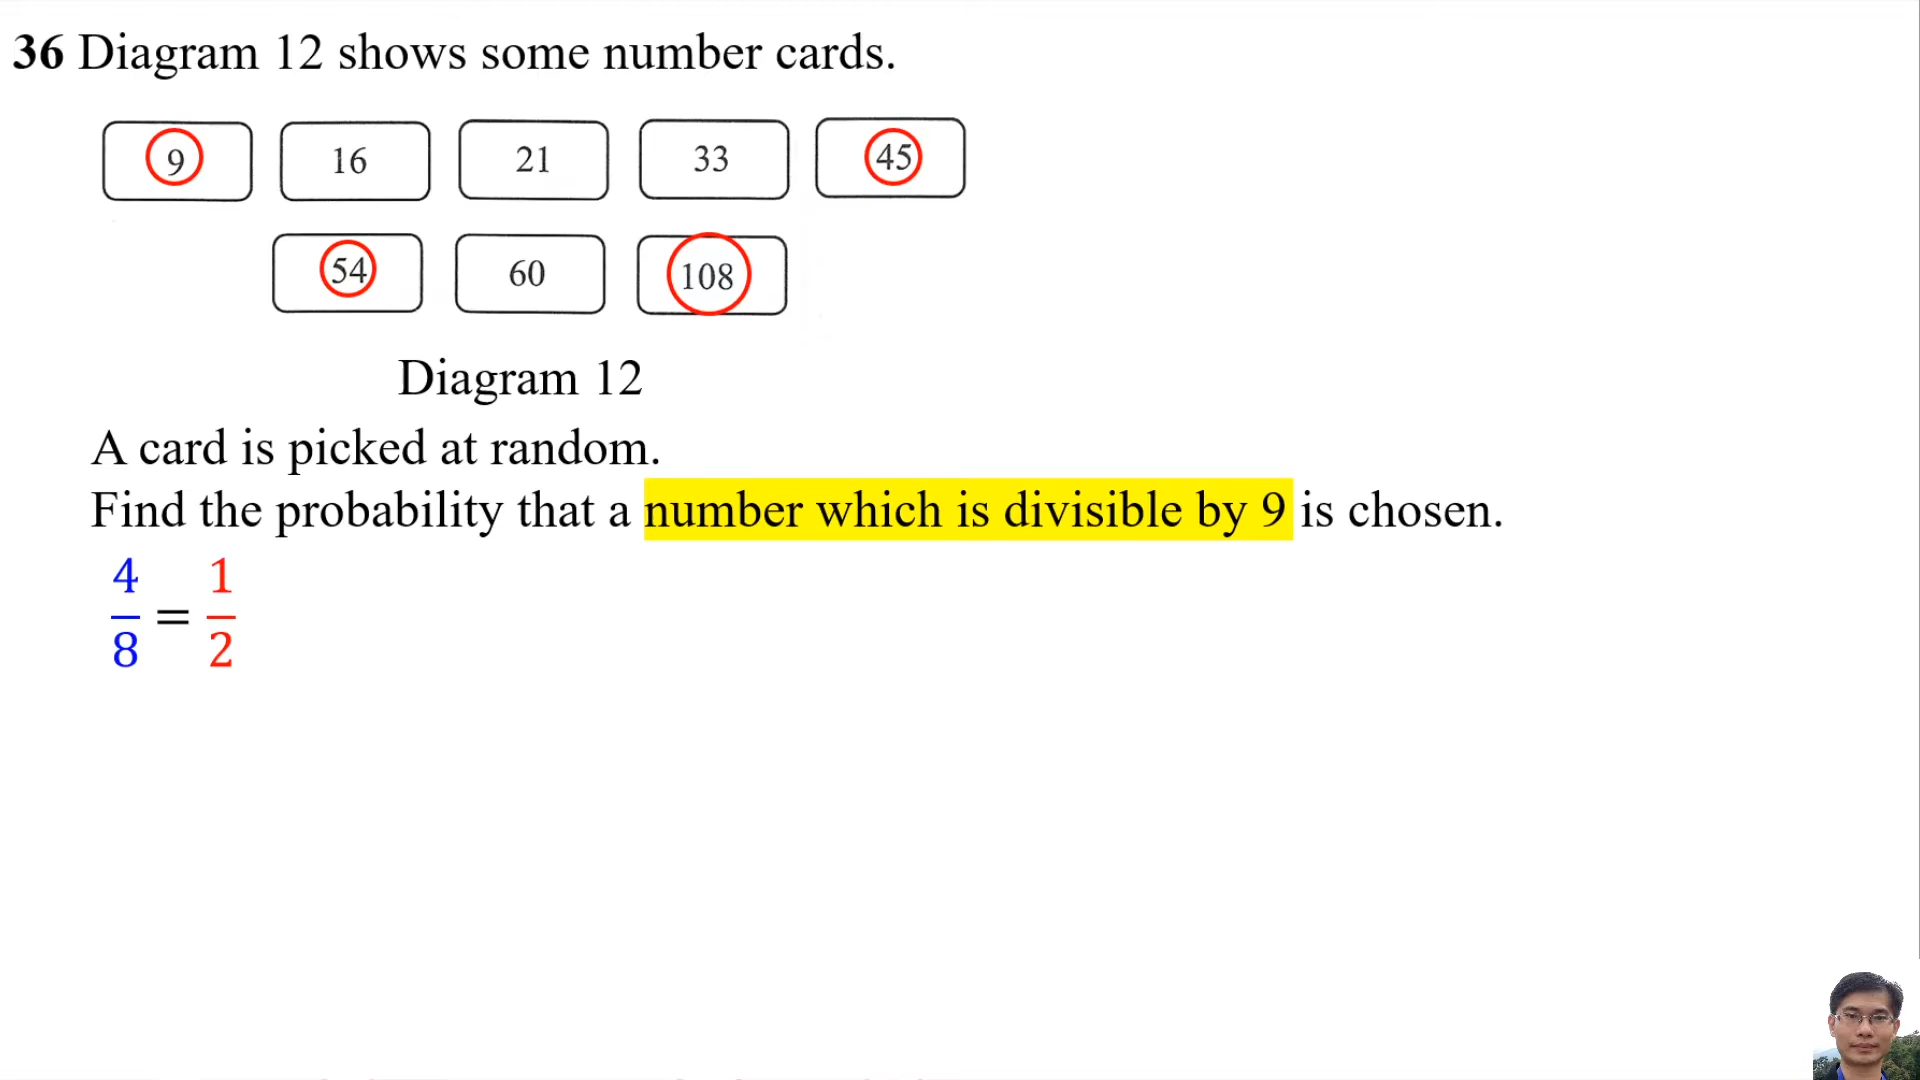 36 Diagram 12 shows some number cards.
9 16 21 33 45
54 60 108
Diagram 12
A card is picked at random.
Find the probability that a number which is divisible by 9 is chosen.
4/8 = 1/2